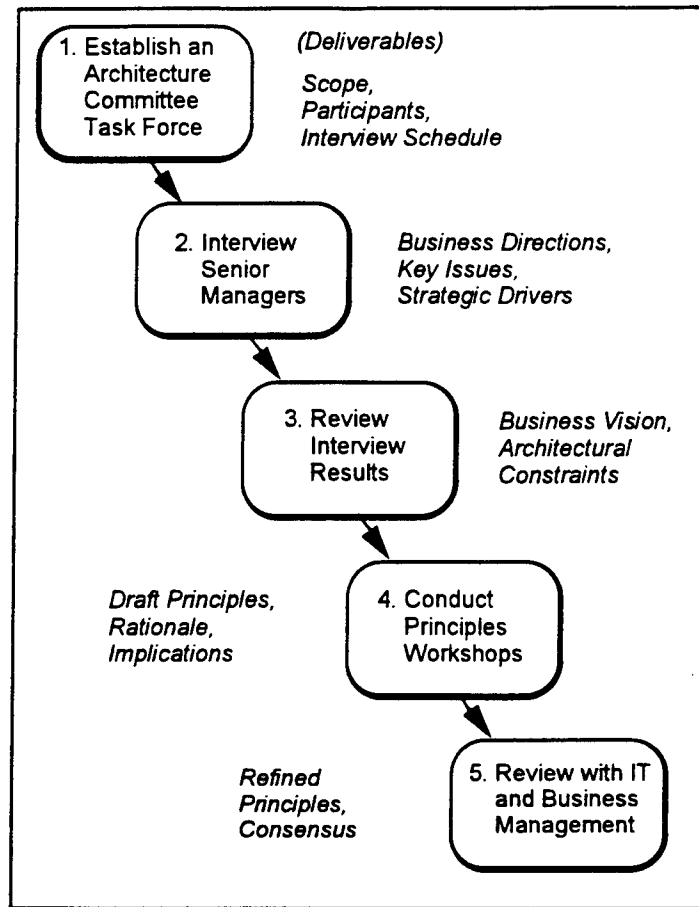 1. Establish an
Architecture
Committee
Task Force
(Deliverables)
Scope,
Participants,
Interview Schedule
2. Interview
Senior
Managers
Business Directions,
Key Issues,
Strategic Drivers
3. Review
Interview
Results
Business Vision,
Architectural
Constraints
Draft Principles,
Rationale,
Implications
4. Conduct
Principles
Workshops
Refined
Principles,
Consensus
5. Review with IT
and Business
Management